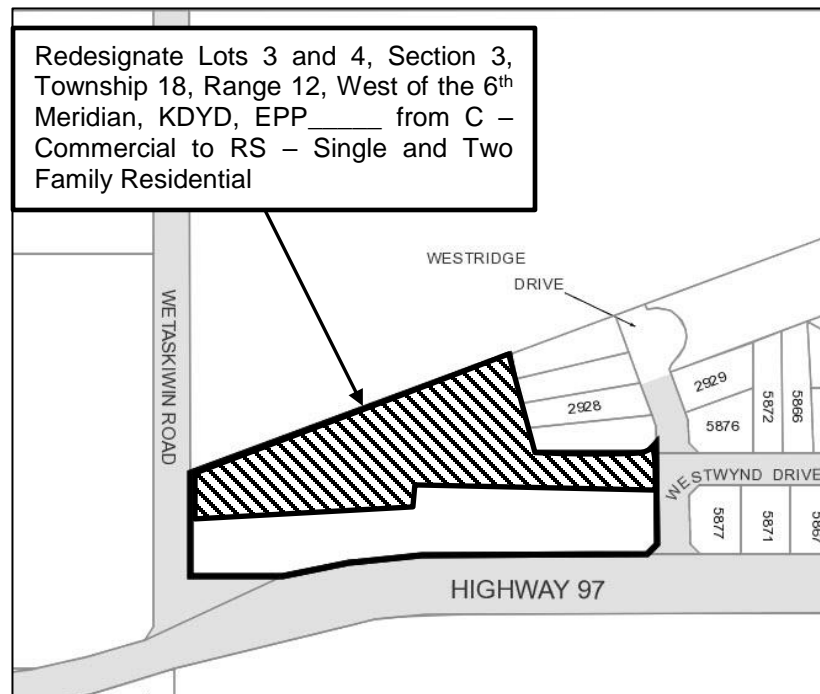 Redesignate Lots 3 and 4, Section 3,
Township 18, Range 12, West of the 6th
Meridian, KDYD, EPP_____ from C –
Commercial to RS – Single and Two
Family Residential
WESTRIDGE
DRIVE
WETASKIWIN ROAD
2928
2929
5876
5872
5866
WESTWYND DRIVE
5877
5871
5867
HIGHWAY 97